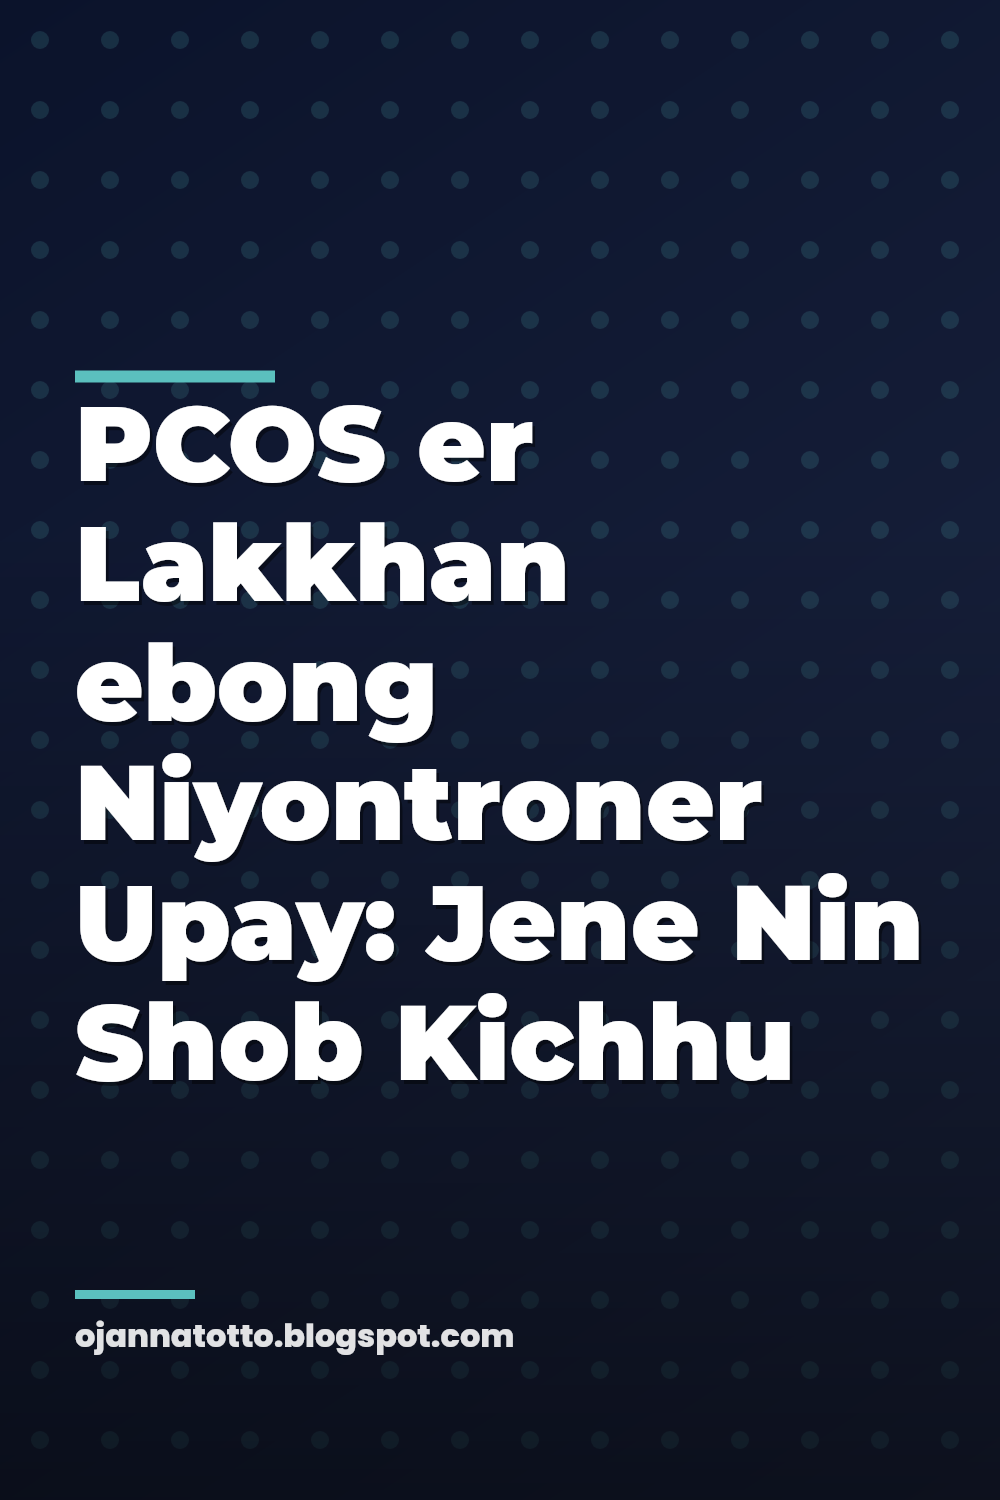 PCOS er
Lakkhan
ebong
Niyontroner
Upay: Jene Nin
Shob Kichhu
ojannatotto.blogspot.com